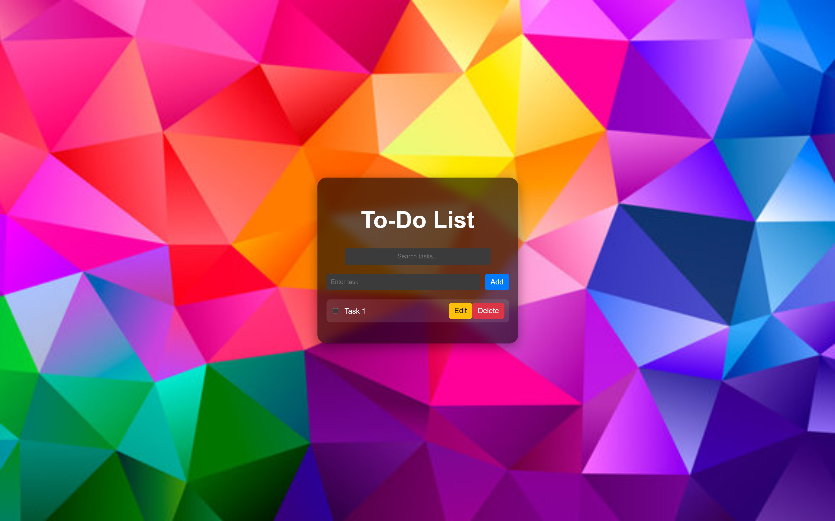 To-Do List
Search tasks
Enter task
Add
Task 1
Edit
Delete